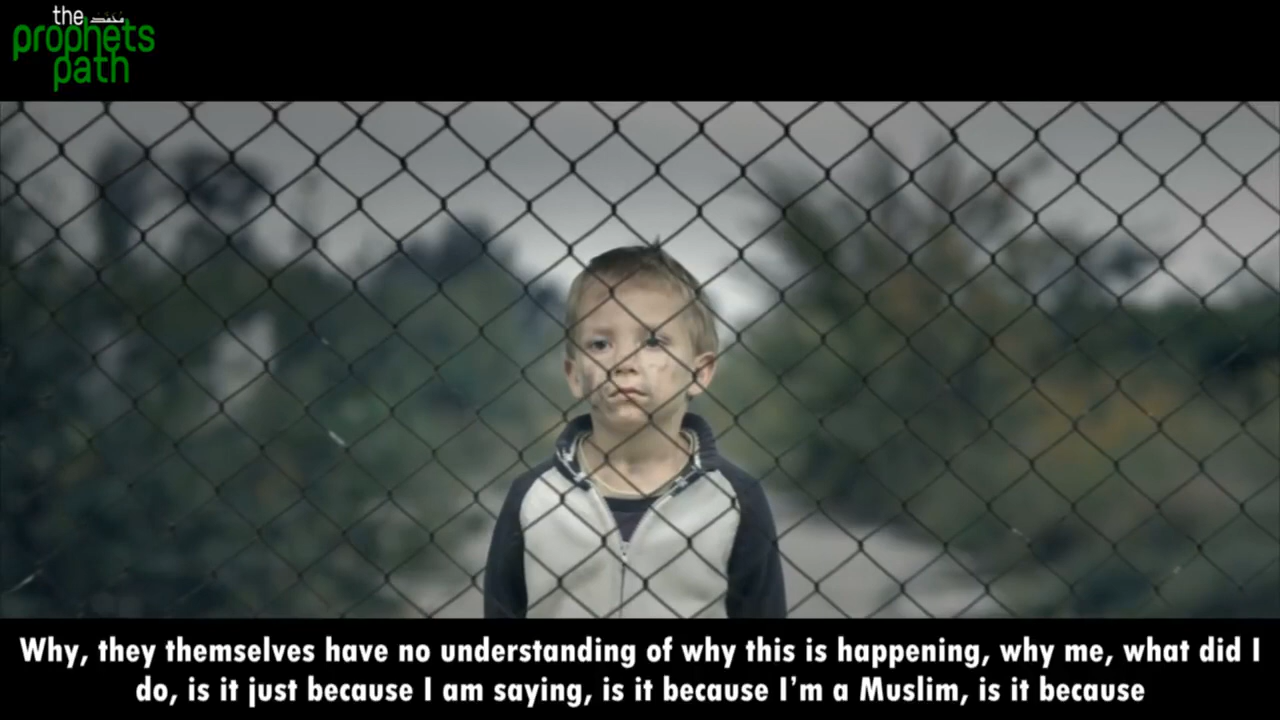 the محمد
prophets
path
Why, they themselves have no understanding of why this is happening, why me, what did I
do, is it just because I am saying, is it because I'm a Muslim, is it because